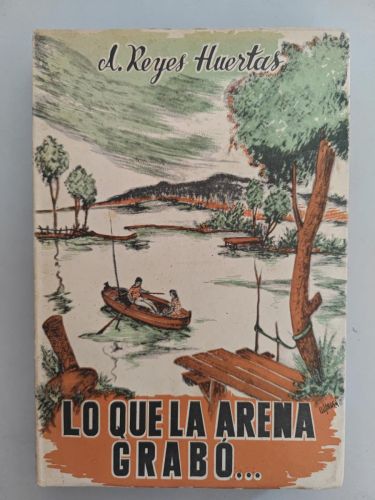 A. Reyes Huertas
LO QUE LA ARENA
GRABÓ...